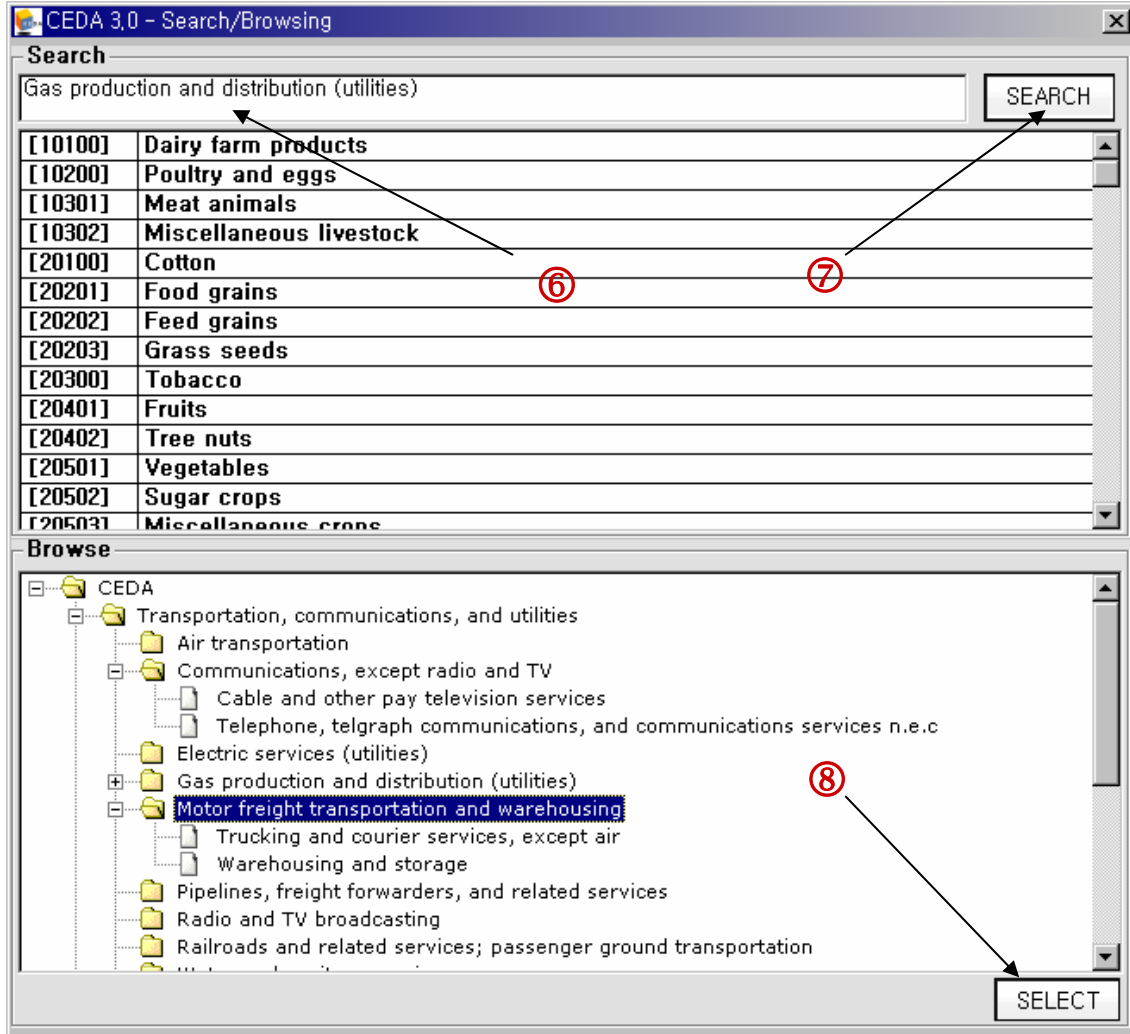 CEDA 3,0 - Search/Browsing
Search
Gas production and distribution (utilities)
SEARCH
[10100] Dairy farm products
[10200] Poultry and eggs
[10301] Meat animals
[10302] Miscellaneous livestock
[20100] Cotton
⑥
⑦
[20201] Food grains
[20202] Feed grains
[20203] Grass seeds
[20300] Tobacco
[20401] Fruits
[20402] Tree nuts
[20501] Vegetables
[20502] Sugar crops
[20503] Miscellaneous crops
Browse
CEDA
Transportation, communications, and utilities
Air transportation
Communications, except radio and TV
Cable and other pay television services
Telephone, telgraph communications, and communications services n.e.c
Electric services (utilities)
Gas production and distribution (utilities)
⑧
Motor freight transportation and warehousing
Trucking and courier services, except air
Warehousing and storage
Pipelines, freight forwarders, and related services
Radio and TV broadcasting
Railroads and related services; passenger ground transportation
SELECT